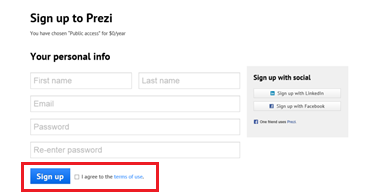 Sign up to Prezi
You have chosen "Public access" for $0/year
Your personal info
First name
Last name
Email
Password
Re-enter password
Sign up
I agree to the terms of use.
Sign up with social
Sign up with LinkedIn
Sign up with Facebook
One friend uses Prezi